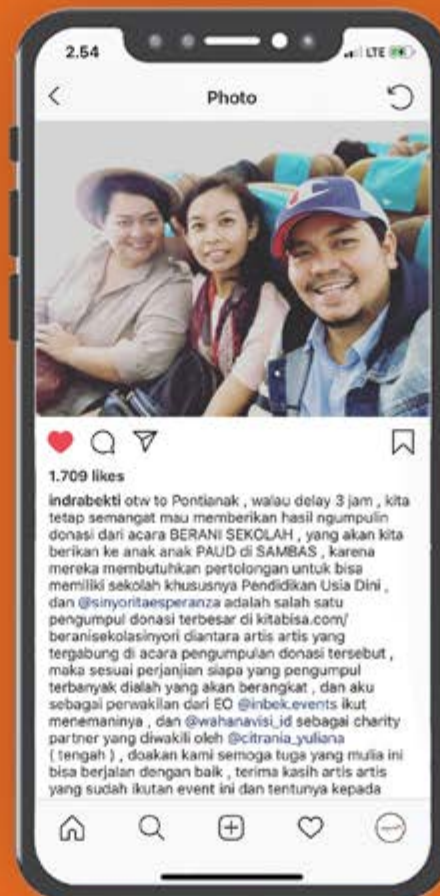 2.54
LTE
Photo
1.709 likes
indrabekti otw to Pontianak , walau delay 3 jam , kita
tetap semangat mau memberikan hasil ngumpulin
donasi dari acara BERANI SEKOLAH , yang akan kita
berikan ke anak anak PAUD di SAMBAS , karena
mereka membutuhkan pertolongan untuk bisa
memiliki sekolah khususnya Pendidikan Usia Dini ,
dan @sinyoritaesperanza adalah salah satu
pengumpul donasi terbesar di kitabisa.com/
beranisekolasinyori diantara artis artis yang
tergabung di acara pengumpulan donasi tersebut ,
maka sesuai perjanjian siapa yang pengumpul
terbanyak dialah yang akan berangkat , dan aku
sebagai perwakilan dari EO @inbek.events ikut
menemaninya , dan @wahanavisi_id sebagai charity
partner yang diwakili oleh @citrania_yuliana
( tengah ) , doakan kami semoga tuga yang mulia ini
bisa berjalan dengan baik , terima kasih artis artis
yang sudah ikutan event ini dan tentunya kepada